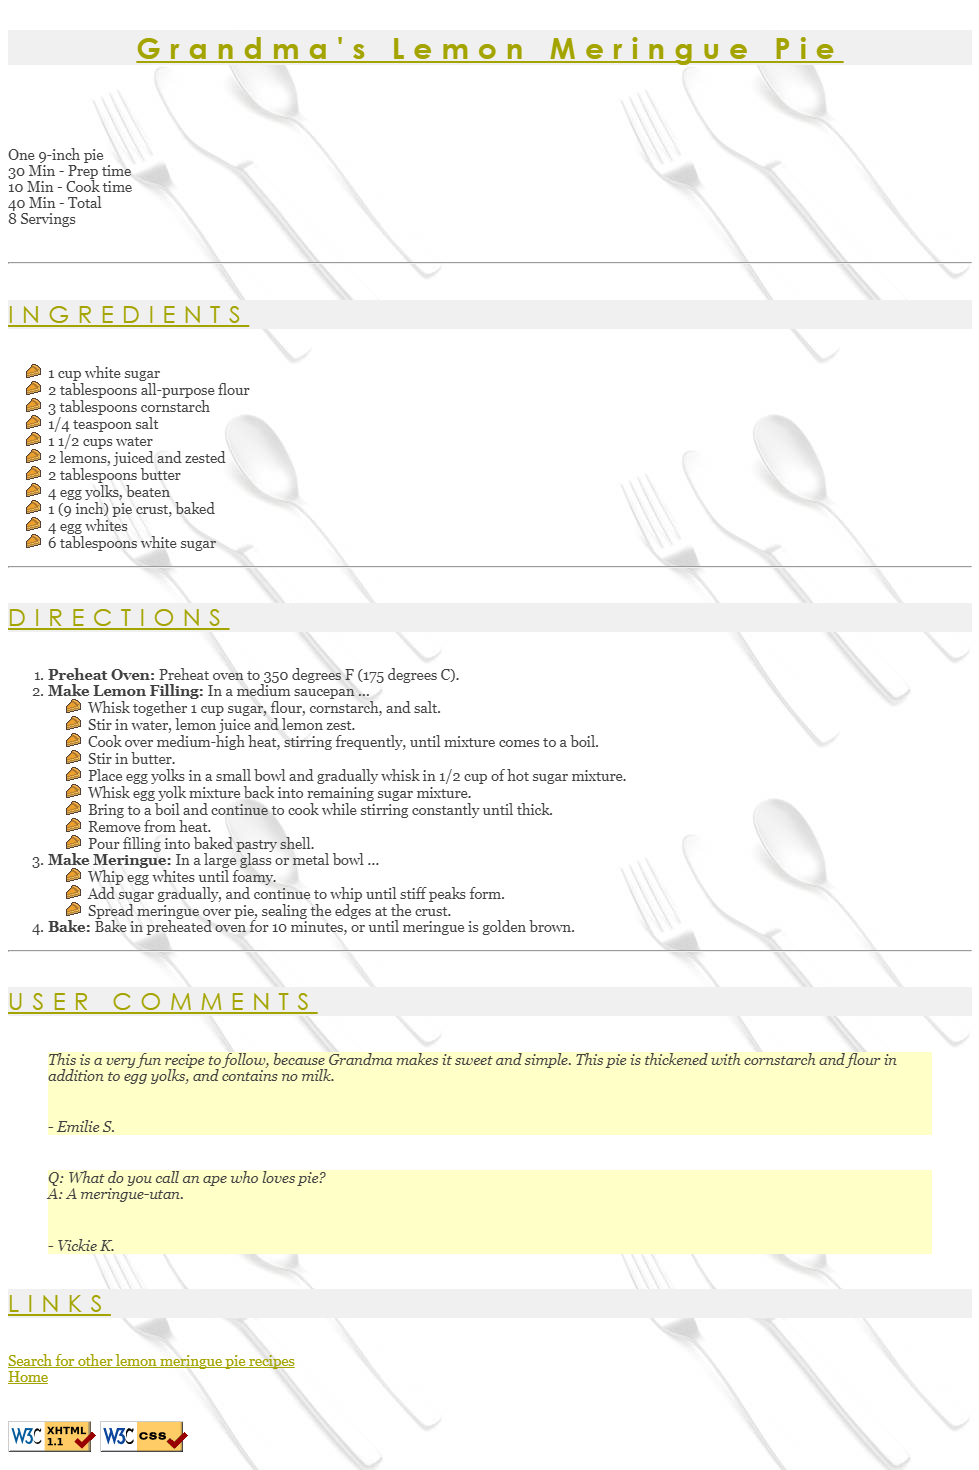 Grandma's Lemon Meringue Pie
One 9-inch pie
30 Min - Prep time
10 Min - Cook time
40 Min - Total
8 Servings
INGREDIENTS
1 cup white sugar
2 tablespoons all-purpose flour
3 tablespoons cornstarch
1/4 teaspoon salt
1 1/2 cups water
2 lemons, juiced and zested
2 tablespoons butter
4 egg yolks, beaten
1 (9 inch) pie crust, baked
4 egg whites
6 tablespoons white sugar
DIRECTIONS
1. Preheat Oven: Preheat oven to 350 degrees F (175 degrees C).
2. Make Lemon Filling: In a medium saucepan ...
Whisk together 1 cup sugar, flour, cornstarch, and salt.
Stir in water, lemon juice and lemon zest.
Cook over medium-high heat, stirring frequently, until mixture comes to a boil.
Stir in butter.
Place egg yolks in a small bowl and gradually whisk in 1/2 cup of hot sugar mixture.
Whisk egg yolk mixture back into remaining sugar mixture.
Bring to a boil and continue to cook while stirring constantly until thick.
Remove from heat.
Pour filling into baked pastry shell.
3. Make Meringue: In a large glass or metal bowl ...
Whip egg whites until foamy.
Add sugar gradually, and continue to whip until stiff peaks form.
Spread meringue over pie, sealing the edges at the crust.
4. Bake: Bake in preheated oven for 10 minutes, or until meringue is golden brown.
USER COMMENTS
This is a very fun recipe to follow, because Grandma makes it sweet and simple. This pie is thickened with cornstarch and flour in
addition to egg yolks, and contains no milk.
- Emilie S.
Q: What do you call an ape who loves pie?
A: A meringue-utan.
- Vickie K.
LINKS
Search for other lemon meringue pie recipes
Home
W3C XHTML 1.1 W3C CSS